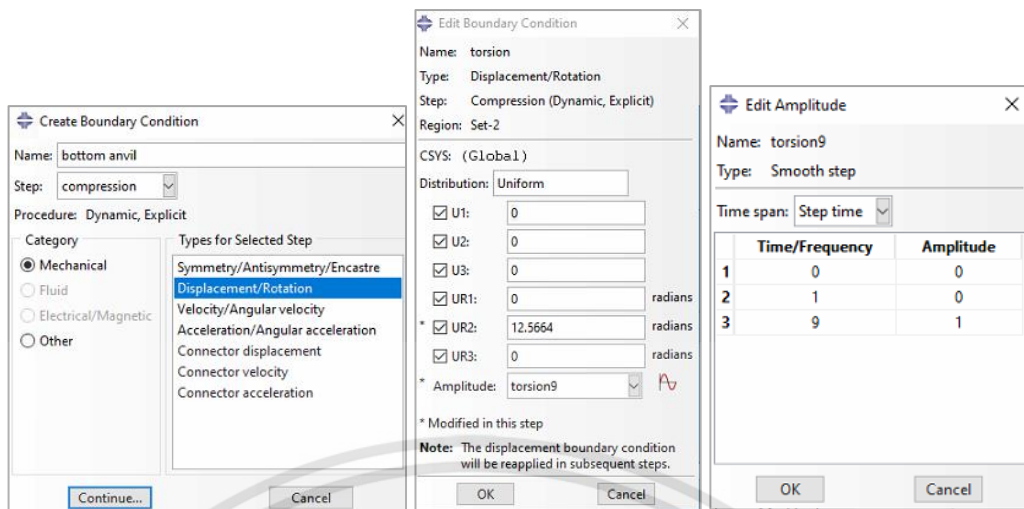 Create Boundary Condition
Name: bottom anvil
Step: compression
Procedure: Dynamic, Explicit
Category
Mechanical
Fluid
Electrical/Magnetic
Other
Types for Selected Step
Symmetry/Antisymmetry/Encastre
Displacement/Rotation
Velocity/Angular velocity
Acceleration/Angular acceleration
Connector displacement
Connector velocity
Connector acceleration
Continue...
Cancel
Edit Boundary Condition
Name: torsion
Type: Displacement/Rotation
Step: Compression (Dynamic, Explicit)
Region: Set-2
CSYS: (Global)
Distribution: Uniform
U1: 0
U2: 0
U3: 0
UR1: 0 radians
* UR2: 12.5664 radians
UR3: 0 radians
* Amplitude: torsion9
* Modified in this step
Note: The displacement boundary condition
will be reapplied in subsequent steps.
OK Cancel
Edit Amplitude
Name: torsion9
Type: Smooth step
Time span: Step time
Time/Frequency Amplitude
1 0 0
2 1 0
3 9 1
OK Cancel